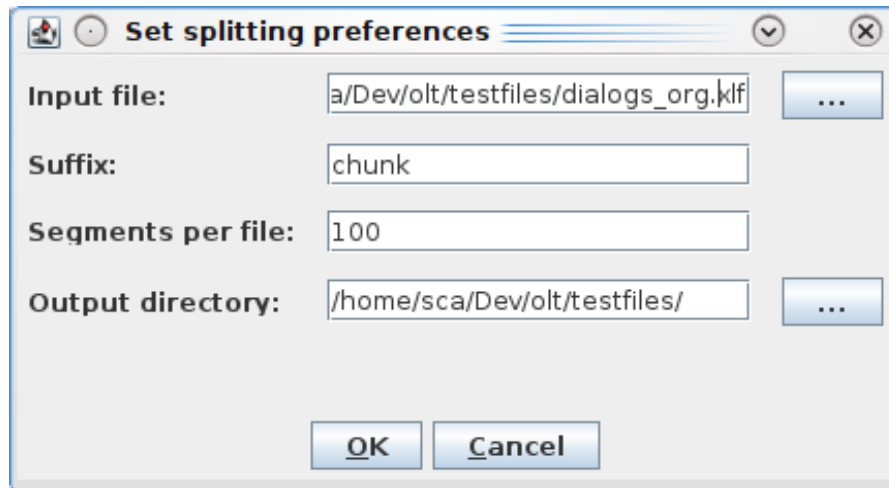 Set splitting preferences
Input file: a/Dev/olt/testfiles/dialogs_org.xlf ...
Suffix: chunk
Segments per file: 100
Output directory: /home/sca/Dev/olt/testfiles/ ...
OK Cancel